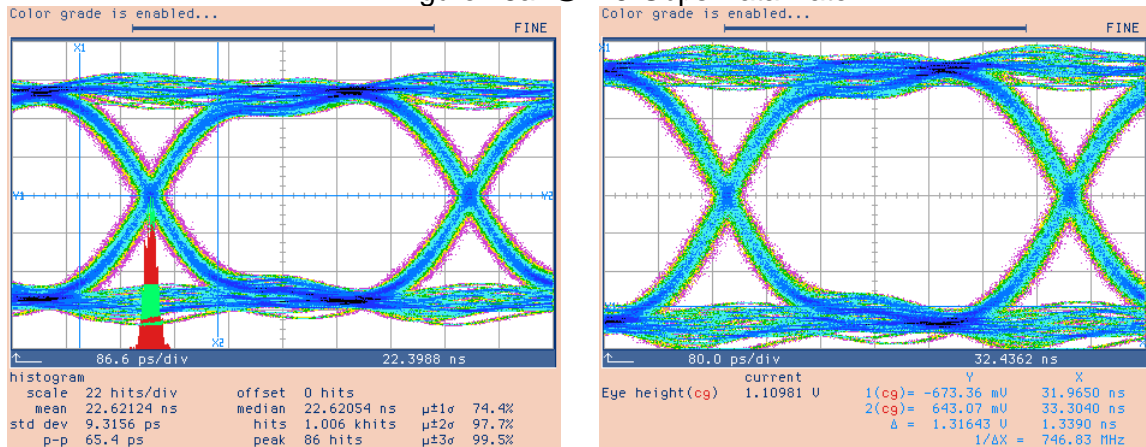 Color grade is enabled...
FINE
X1
Y1
Y2
X2
86.6 ps/div 22.3988 ns
histogram
scale 22 hits/div offset 0 hits
mean 22.62124 ns median 22.62054 ns µ±1σ 74.4%
std dev 9.3156 ps hits 1.006 khits µ±2σ 97.7%
p-p 65.4 ps peak 86 hits µ±3σ 99.5%
Color grade is enabled...
FINE
X1
80.0 ps/div 32.4362 ns
current Y X
Eye height(cg) 1.10981 V 1(cg)= -673.36 mV 31.9650 ns
2(cg)= 643.07 mV 33.3040 ns
Δ = 1.31643 V 1.3390 ns
1/ΔX = 746.83 MHz